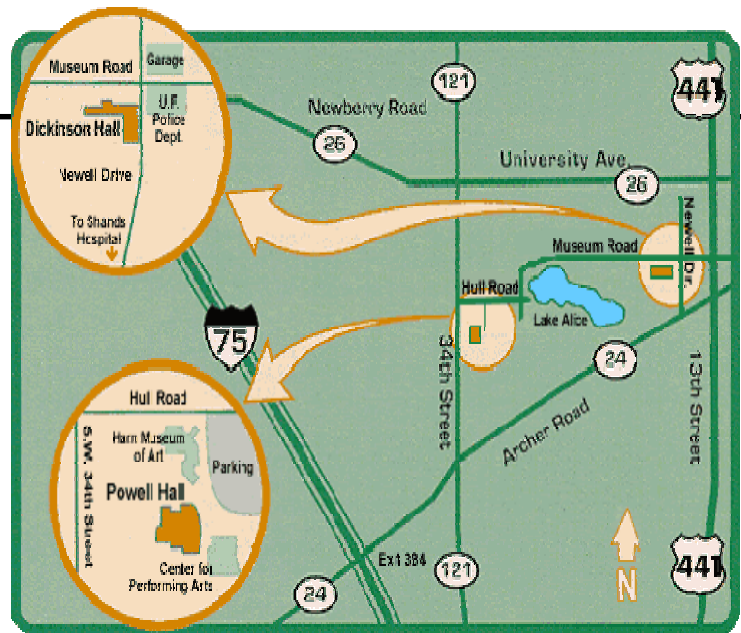 Museum Road
Garage
U.F.
Police
Dept.
Dickinson Hall
Newell Drive
To Shands
Hospital
121
441
Newberry Road
26
University Ave.
26
Newell Dr.
Museum Road
Hull Road
Lake Alice
75
34th Street
24
13th Street
Archer Road
Hull Road
S.W. 34th Street
Harn Museum
of Art
Parking
Powell Hall
Center for
Performing Arts
Exit 384
121
24
N
441